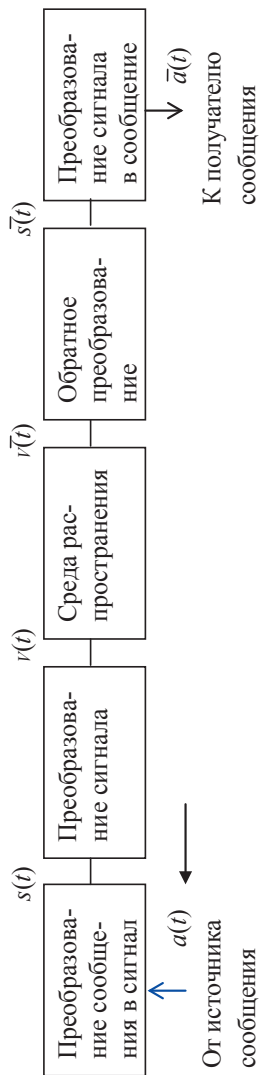 s(t)
v(t)
v̅(t)
s̅(t)
Преобразова-
ние сообще-
ния в сигнал
Преобразова-
ние сигнала
Среда рас-
пространения
Обратное
преобразова-
ние
Преобразова-
ние сигнала
в сообщение
a(t)
a̅(t)
От источника
сообщения
К получателю
сообщения